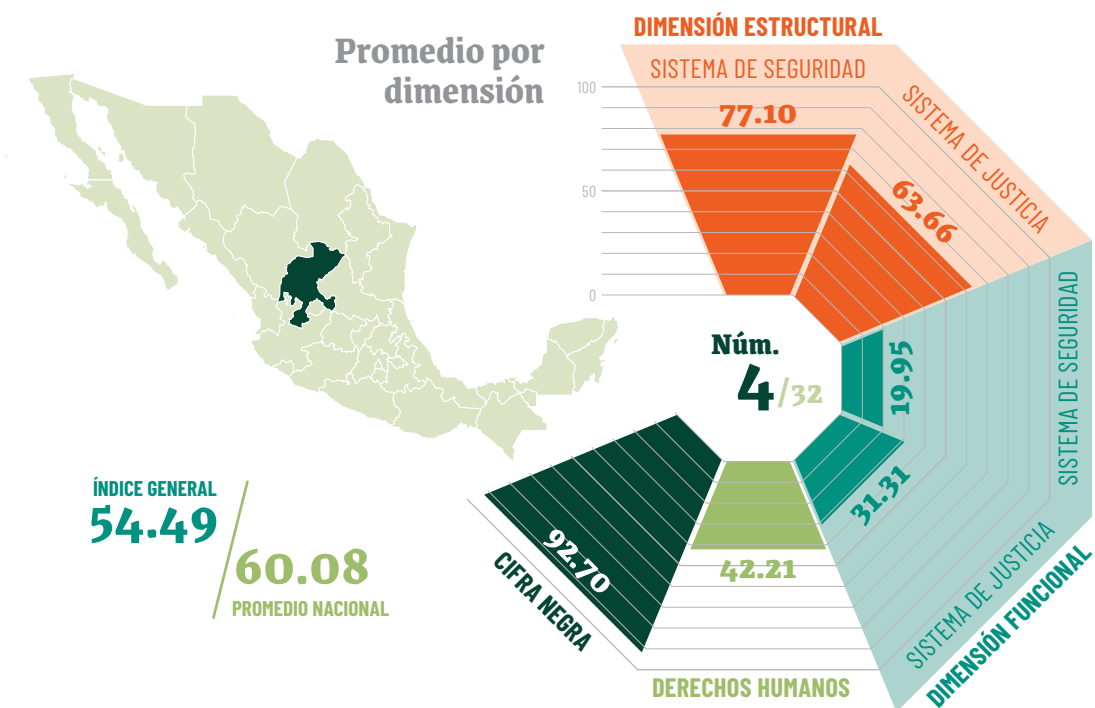 Promedio por
dimensión
DIMENSIÓN ESTRUCTURAL
SISTEMA DE SEGURIDAD
77.10
SISTEMA DE JUSTICIA
63.66
100
50
0
SISTEMA DE SEGURIDAD
19.95
SISTEMA DE JUSTICIA
31.31
DIMENSIÓN FUNCIONAL
Núm.
4/32
42.21
DERECHOS HUMANOS
92.70
CIFRA NEGRA
ÍNDICE GENERAL
54.49
60.08
PROMEDIO NACIONAL